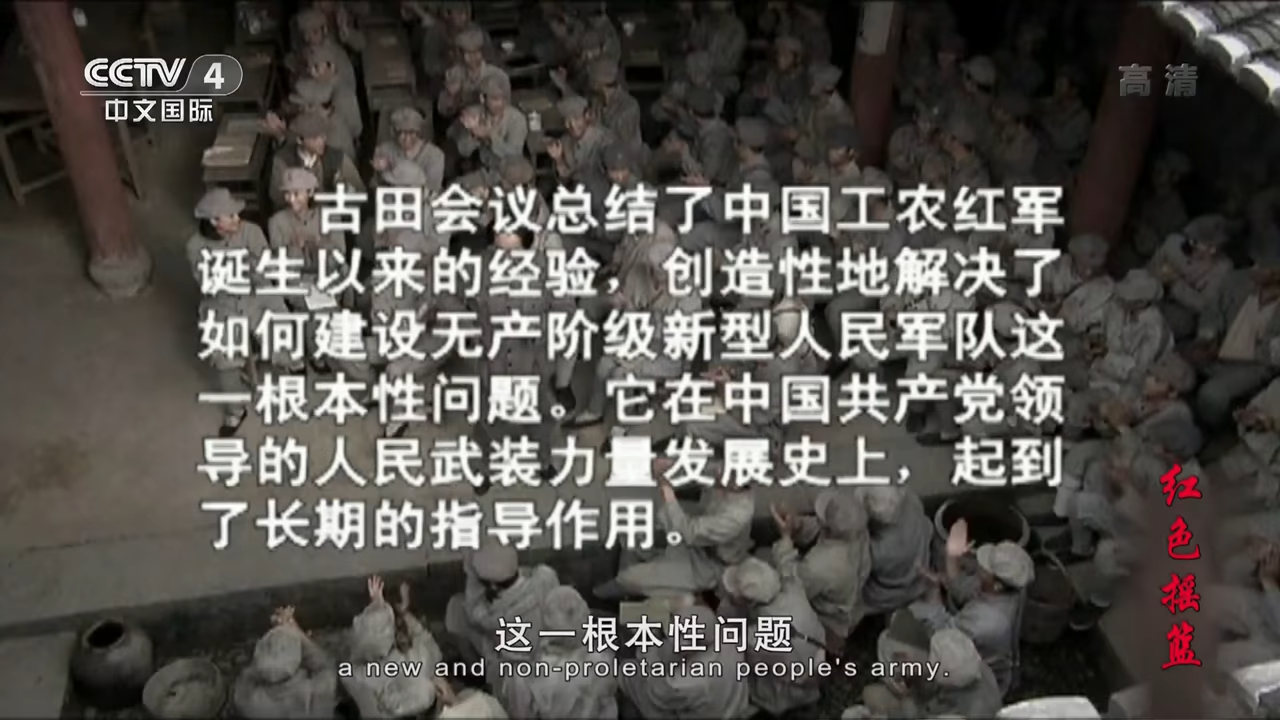 CCTV 4
中文国际
高清
古田会议总结了中国工农红军
诞生以来的经验，创造性地解决了
如何建设无产阶级新型人民军队这
一根本性问题。它在中国共产党领
导的人民武装力量发展史上，起到
了长期的指导作用。
红色摇篮
这一根本性问题
a new and non-proletarian people's army.